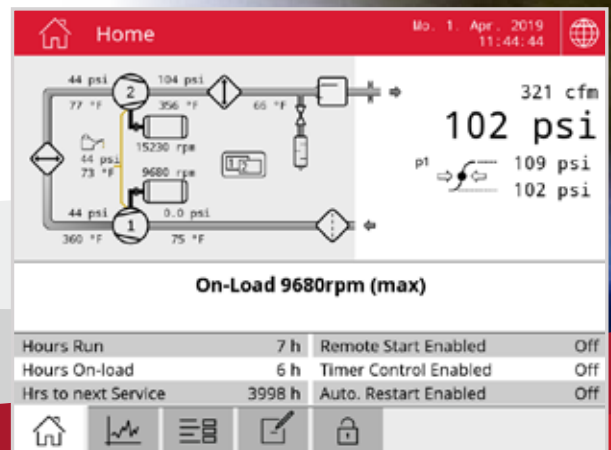 Home
Mo. 1. Apr. 2019
11:44:44
44 psi
104 psi
2
77 °F
356 °F
66 °F
15230 rpm
44 psi
73 °F
9680 rpm
1 2
44 psi
0.0 psi
1
360 °F
75 °F
321 cfm
102 psi
p1
109 psi
102 psi
On-Load 9680rpm (max)
Hours Run 7 h Remote Start Enabled Off
Hours On-load 6 h Timer Control Enabled Off
Hrs to next Service 3998 h Auto. Restart Enabled Off